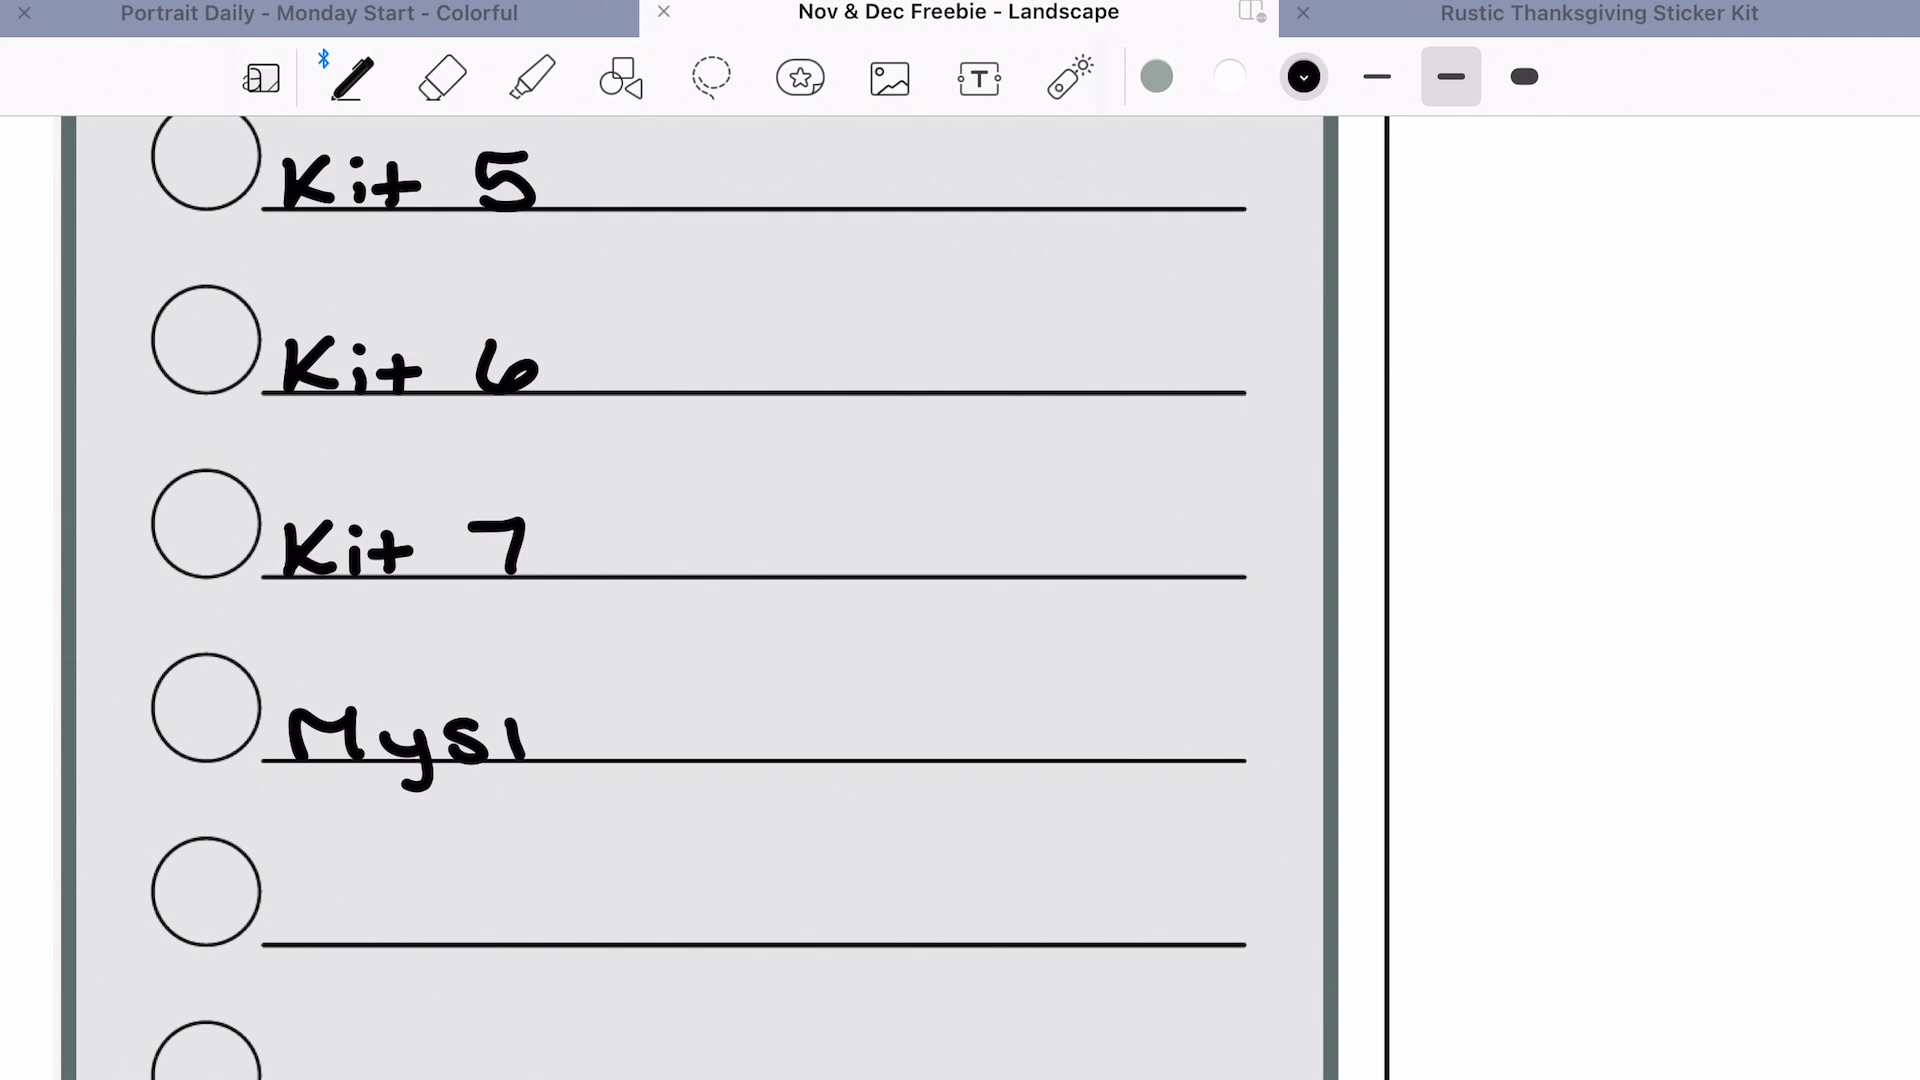 Portrait Daily - Monday Start - Colorful
Nov & Dec Freebie - Landscape
Rustic Thanksgiving Sticker Kit
Kit 5
Kit 6
Kit 7
Mysı